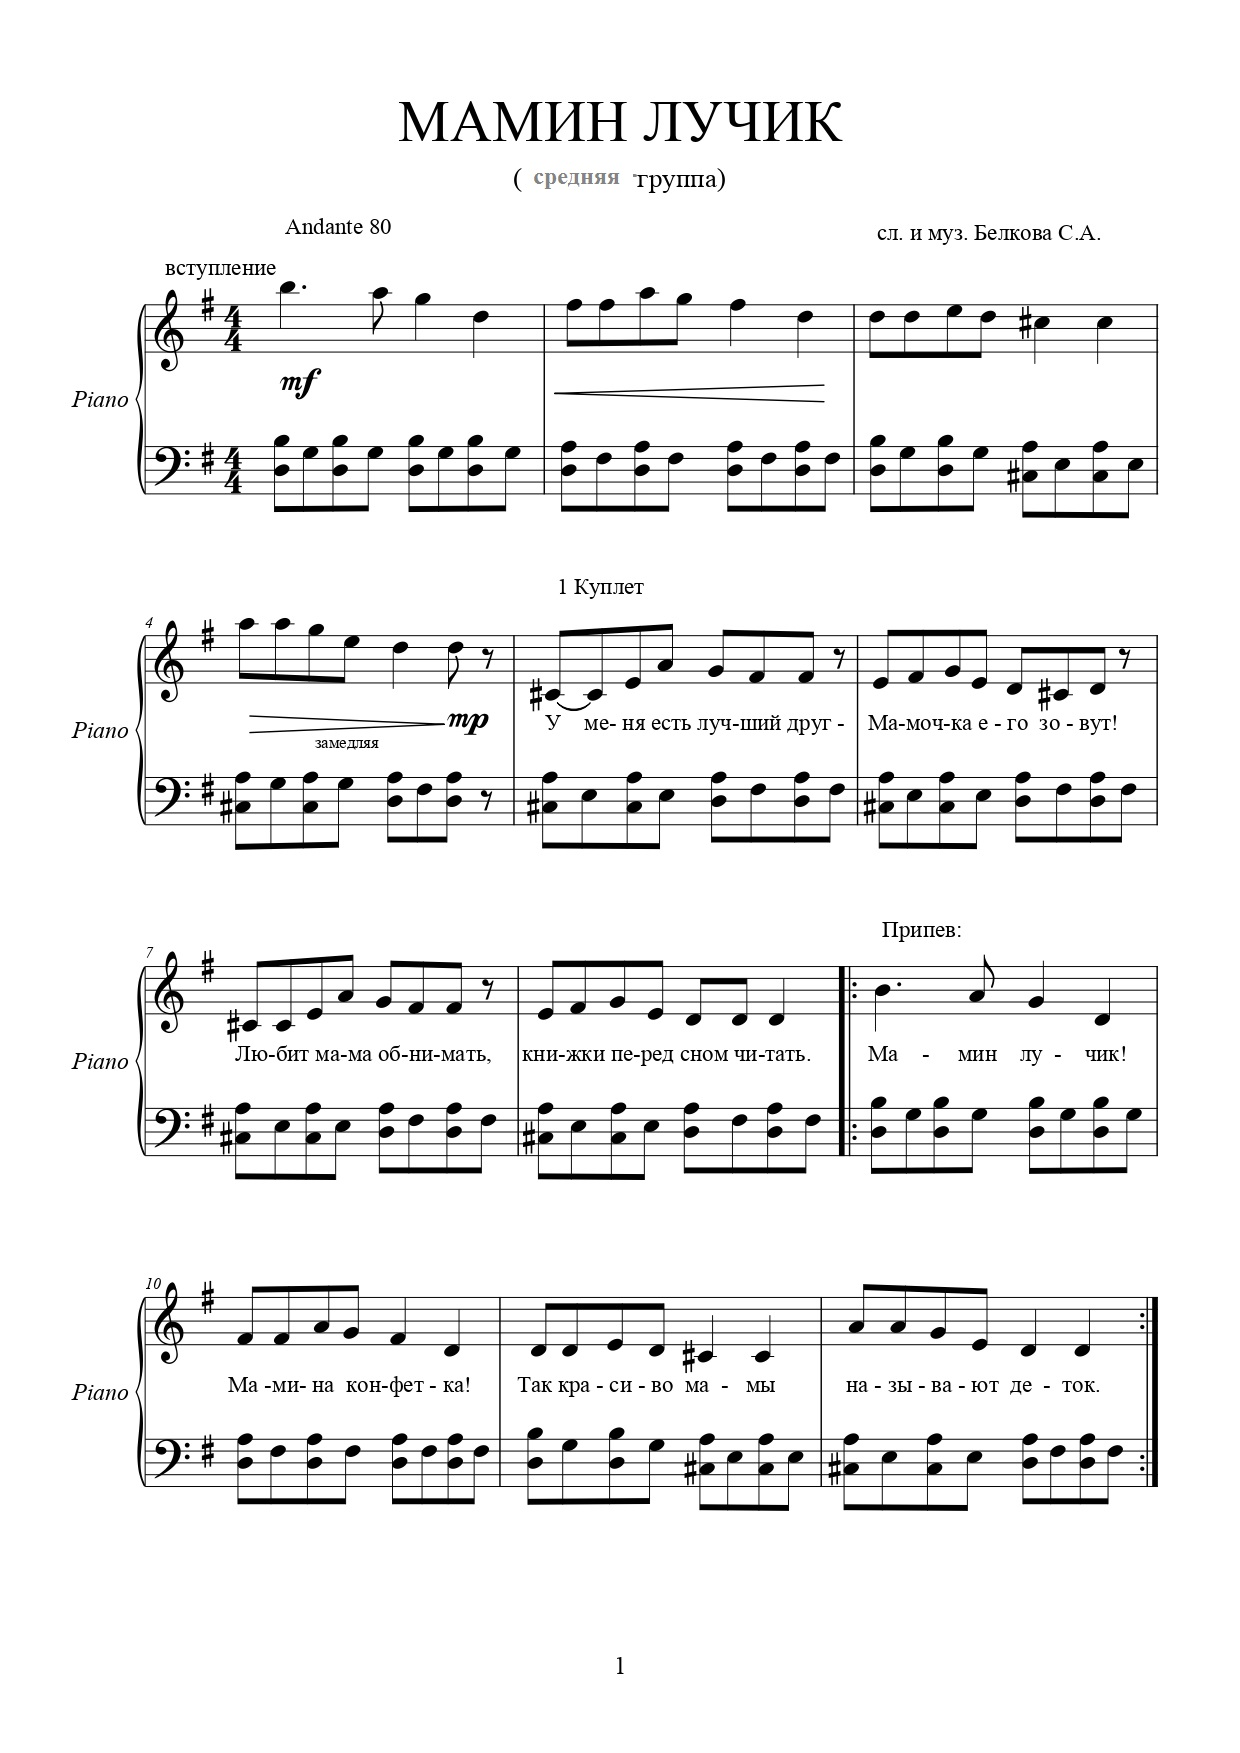 МАМИН ЛУЧИК
( средняя группа)
Andante 80
сл. и муз. Белкова С.А.
вступление
mf
Piano
1 Куплет
4
mp
Piano
У ме- ня есть луч-ший друг - Ма-моч-ка е - го зо - вут!
замедляя
Припев:
7
Piano
Лю-бит ма-ма об-ни-мать, кни-жки пе-ред сном чи-тать. Ма - мин лу - чик!
10
Piano
Ма -ми- на кон-фет - ка! Так кра - си - во ма - мы на - зы - ва - ют де - ток.
1